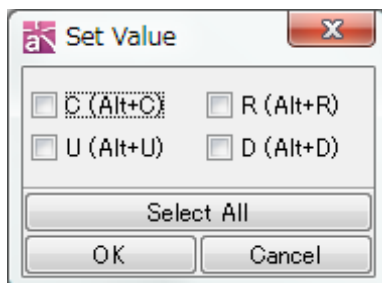 Set Value
C (Alt+C) R (Alt+R)
U (Alt+U) D (Alt+D)
Select All
OK Cancel